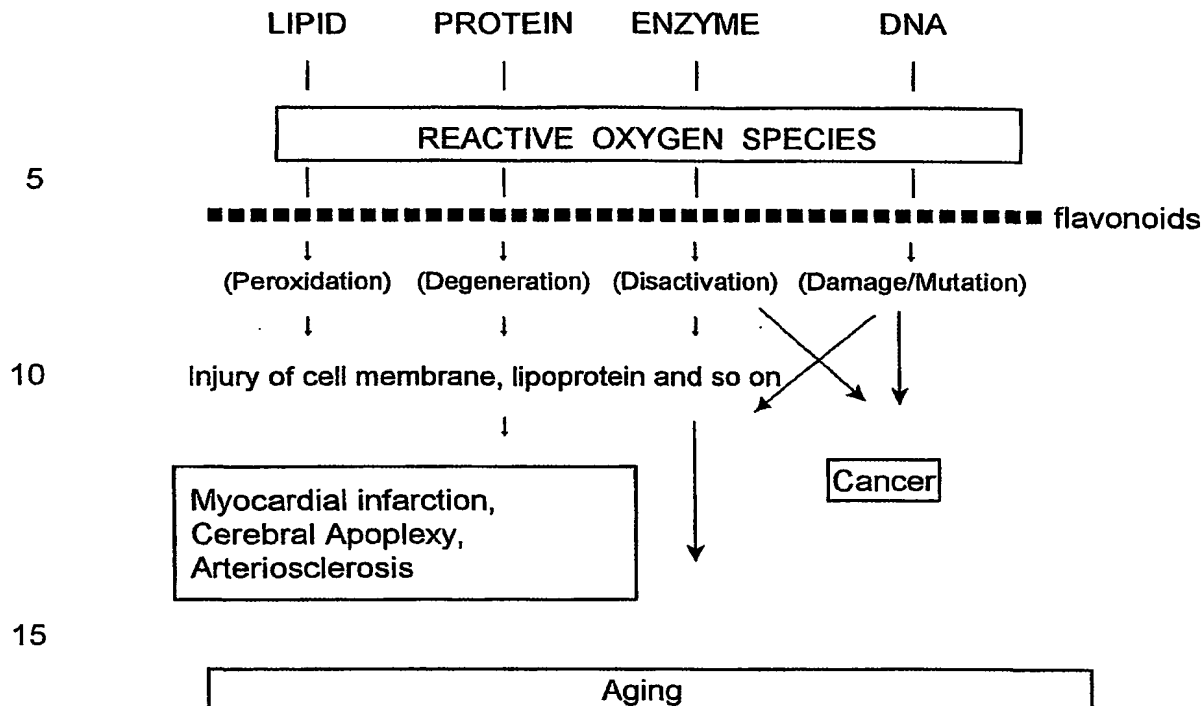 LIPID PROTEIN ENZYME DNA
REACTIVE OXYGEN SPECIES
5
flavonoids
(Peroxidation) (Degeneration) (Disactivation) (Damage/Mutation)
10 Injury of cell membrane, lipoprotein and so on
Myocardial infarction,
Cancer
Cerebral Apoplexy,
Arteriosclerosis
15
Aging